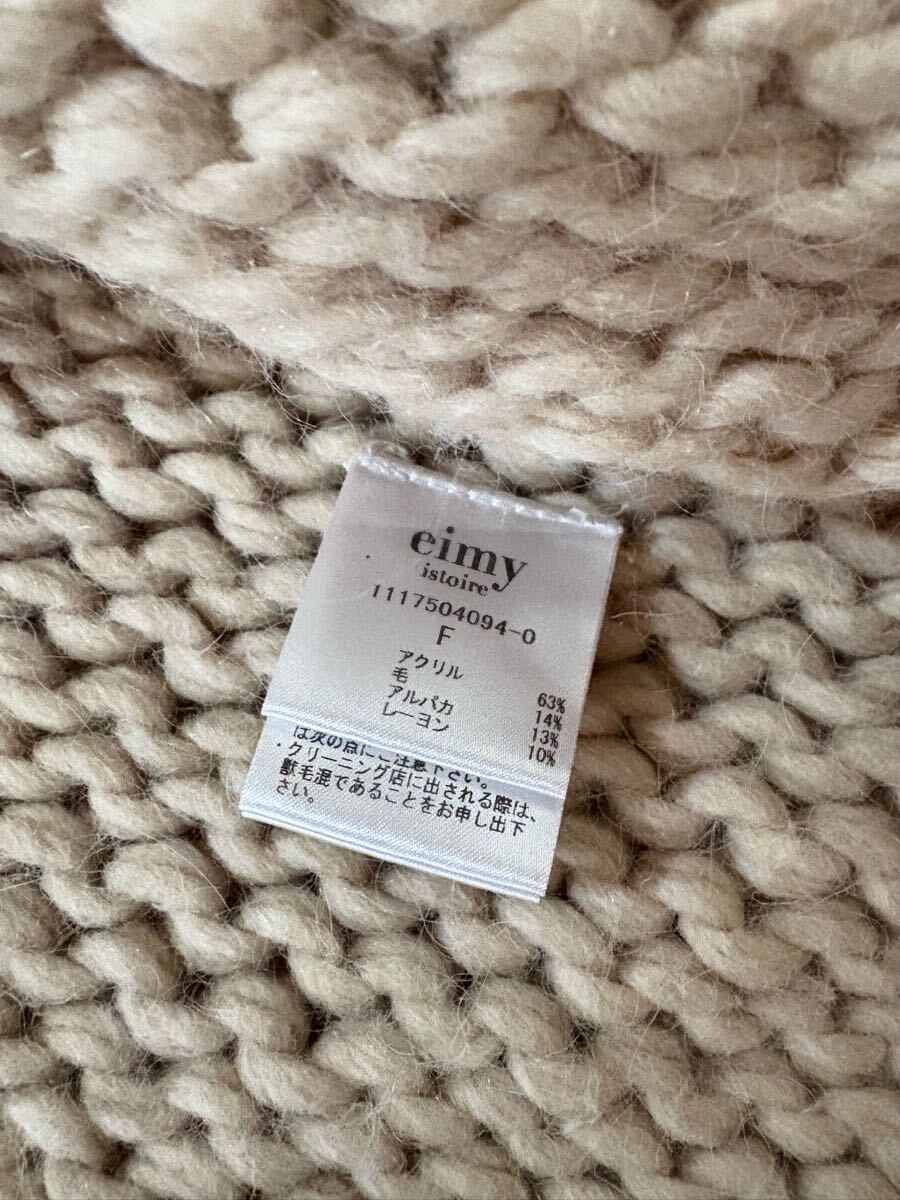 eimy
istoire
1117504094-0
F
アクリル 63%
毛 14%
アルパカ 13%
レーヨン 10%
は次の点にご注意下さい。
・クリーニング店に出される際は、
獣毛混であることをお申し出下
さい。